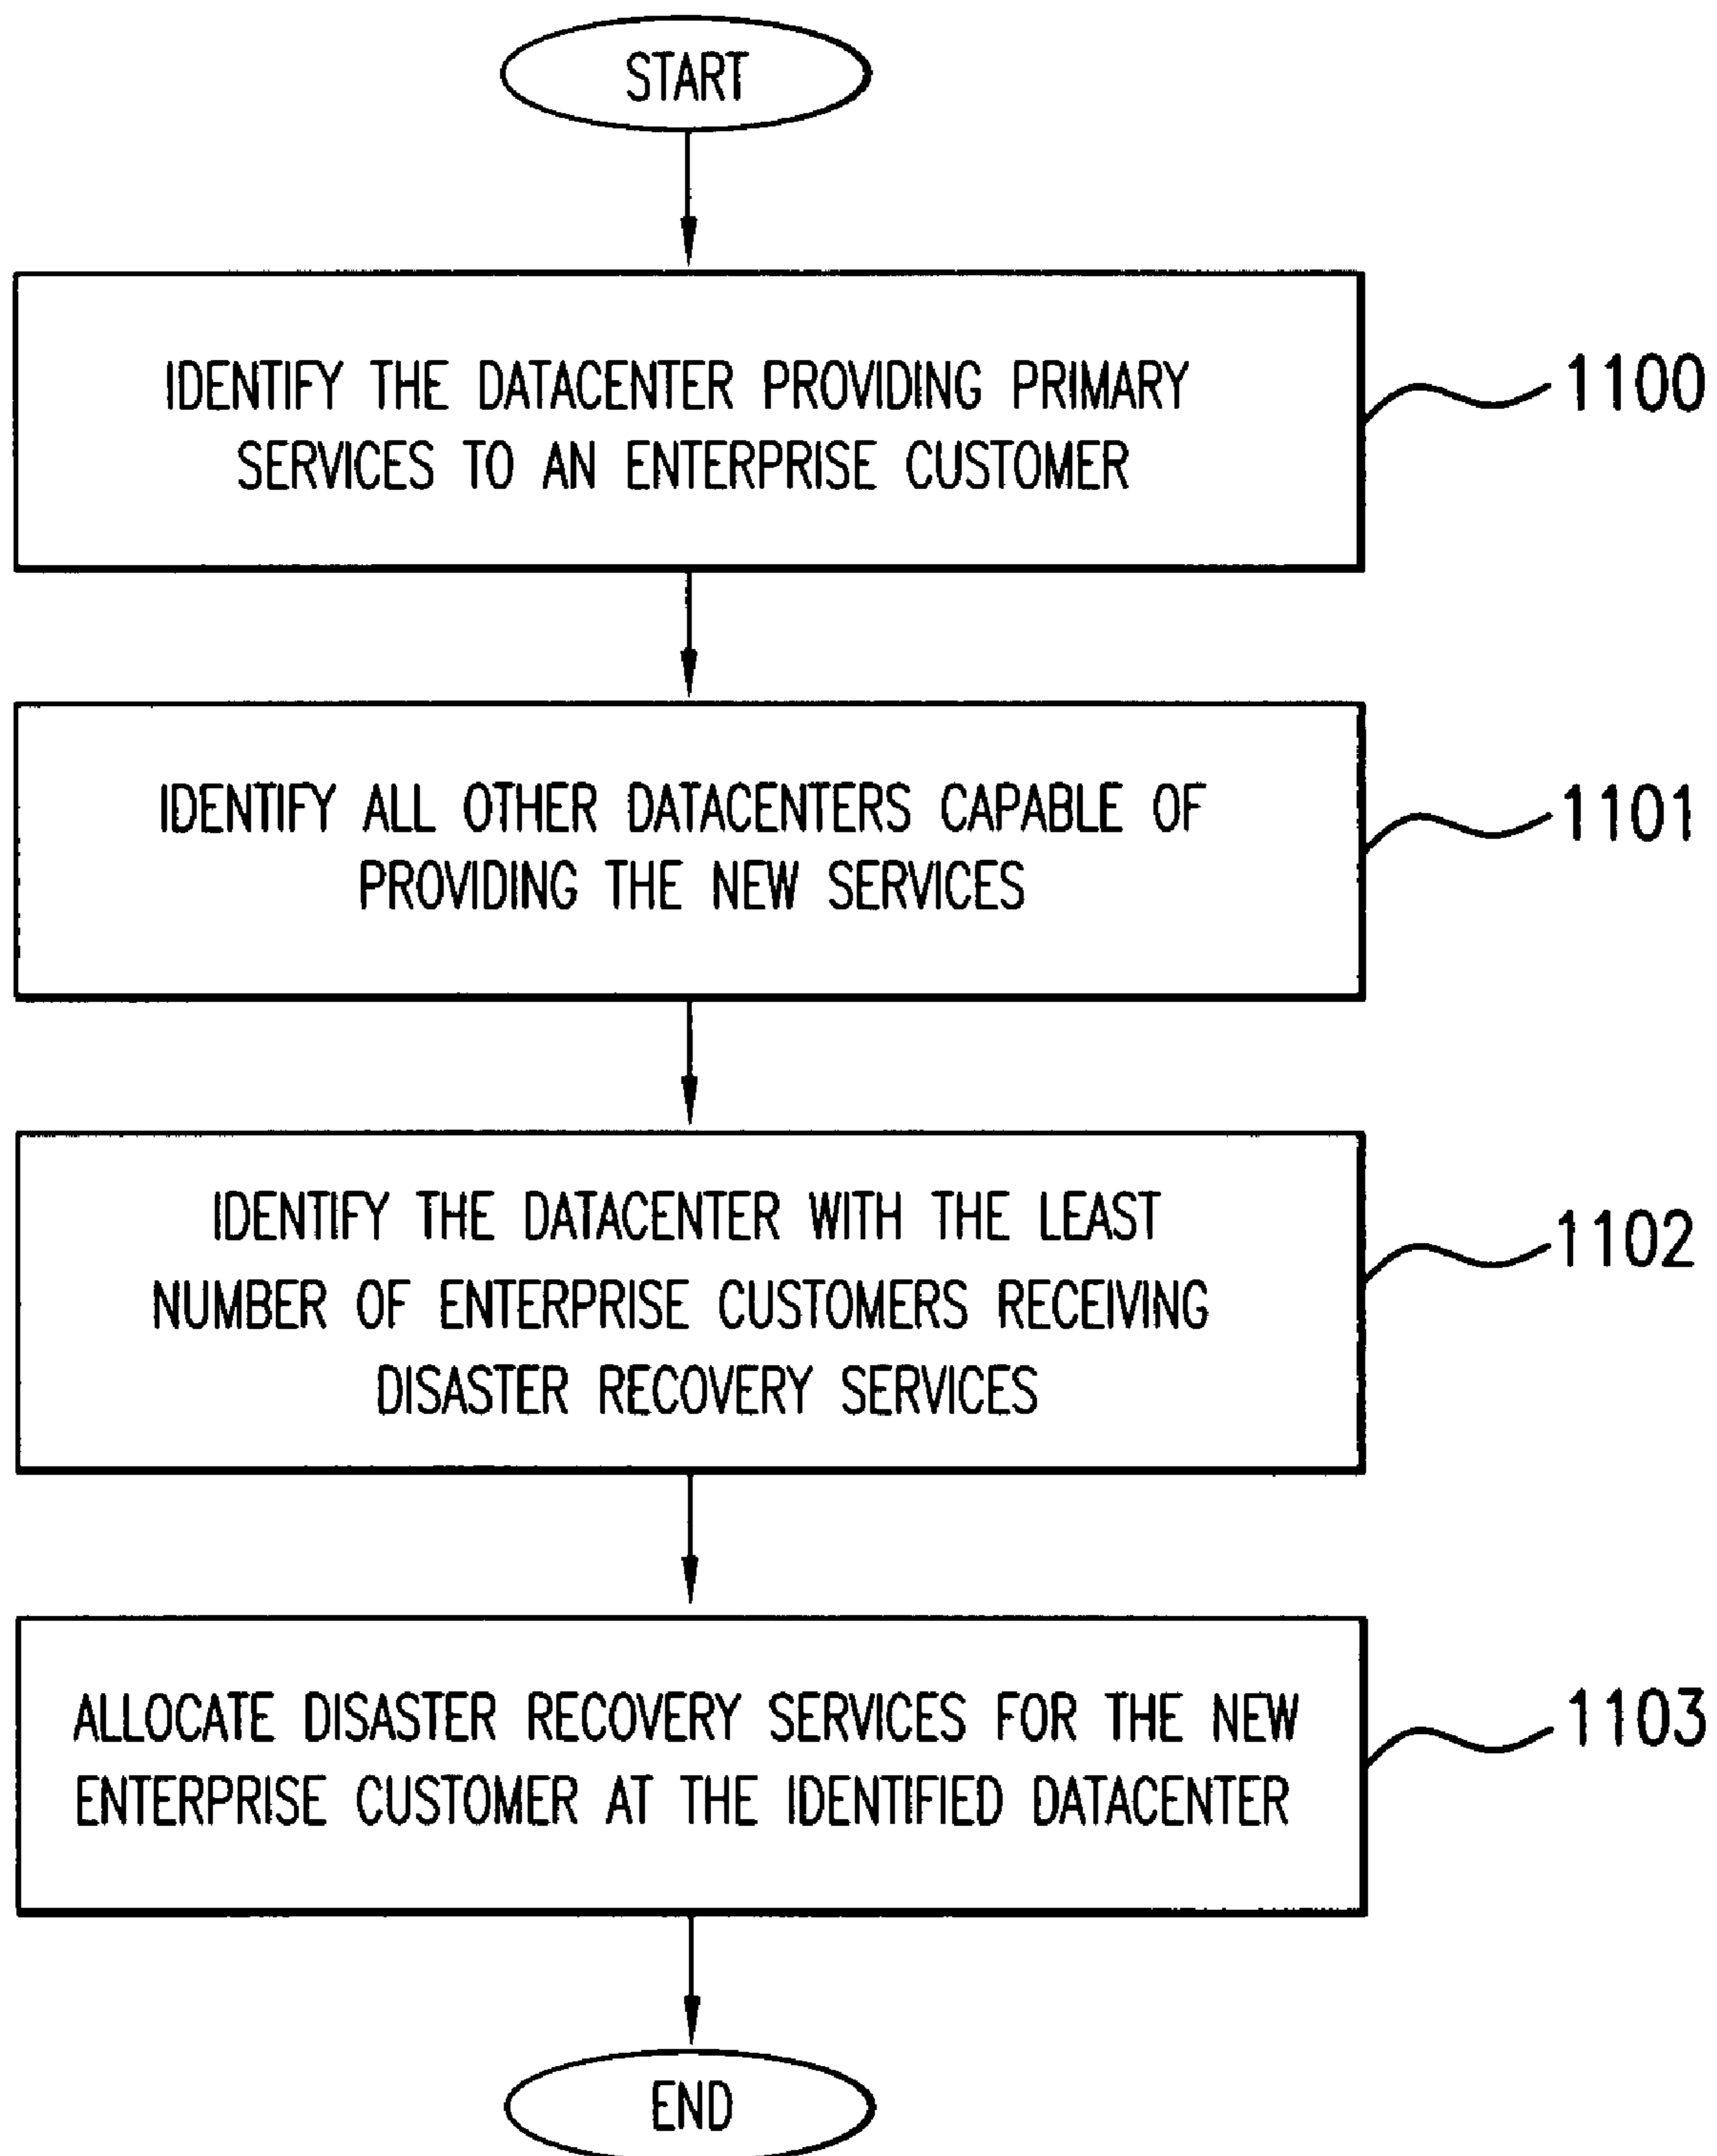 START
IDENTIFY THE DATACENTER PROVIDING PRIMARY
SERVICES TO AN ENTERPRISE CUSTOMER
1100
IDENTIFY ALL OTHER DATACENTERS CAPABLE OF
PROVIDING THE NEW SERVICES
1101
IDENTIFY THE DATACENTER WITH THE LEAST
NUMBER OF ENTERPRISE CUSTOMERS RECEIVING
DISASTER RECOVERY SERVICES
1102
ALLOCATE DISASTER RECOVERY SERVICES FOR THE NEW
ENTERPRISE CUSTOMER AT THE IDENTIFIED DATACENTER
1103
END